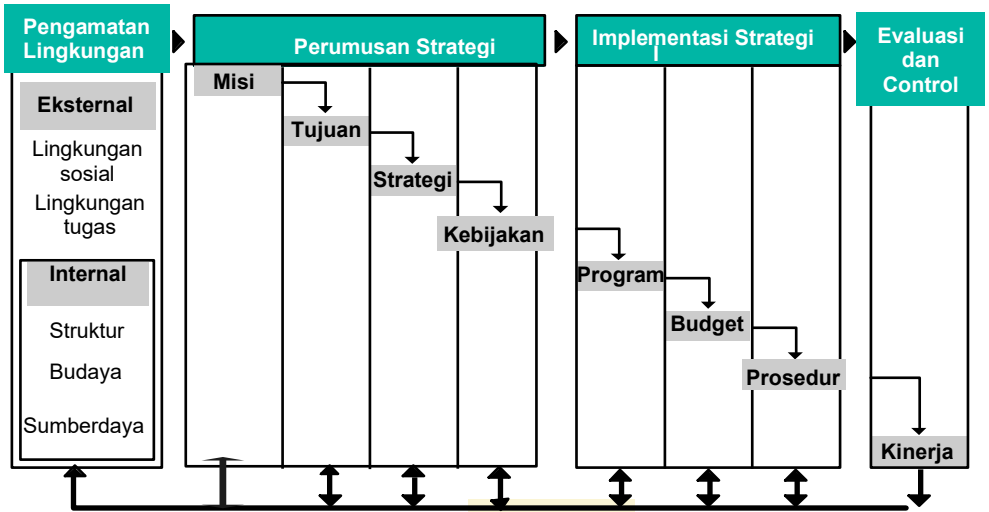 Pengamatan
Lingkungan
Eksternal
Lingkungan
sosial
Lingkungan
tugas
Internal
Struktur
Budaya
Sumberdaya
Perumusan Strategi
Misi
Tujuan
Strategi
Kebijakan
Implementasi Strategi
Program
Budget
Prosedur
Evaluasi
dan
Control
Kinerja